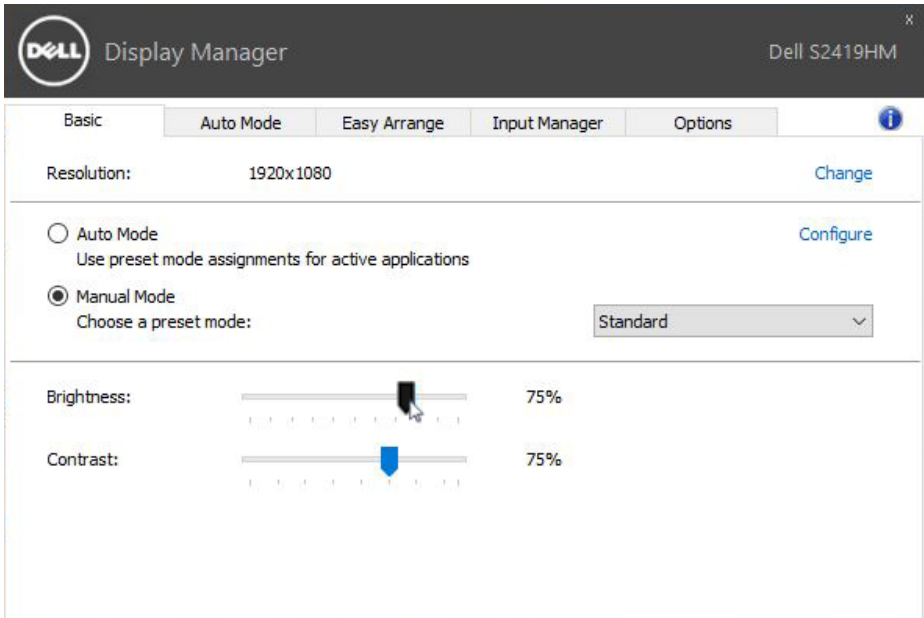 x
DELL Display Manager Dell S2419HM
Basic Auto Mode Easy Arrange Input Manager Options i
Resolution: 1920x1080 Change
Auto Mode Configure
Use preset mode assignments for active applications
Manual Mode
Choose a preset mode: Standard
Brightness: 75%
Contrast: 75%